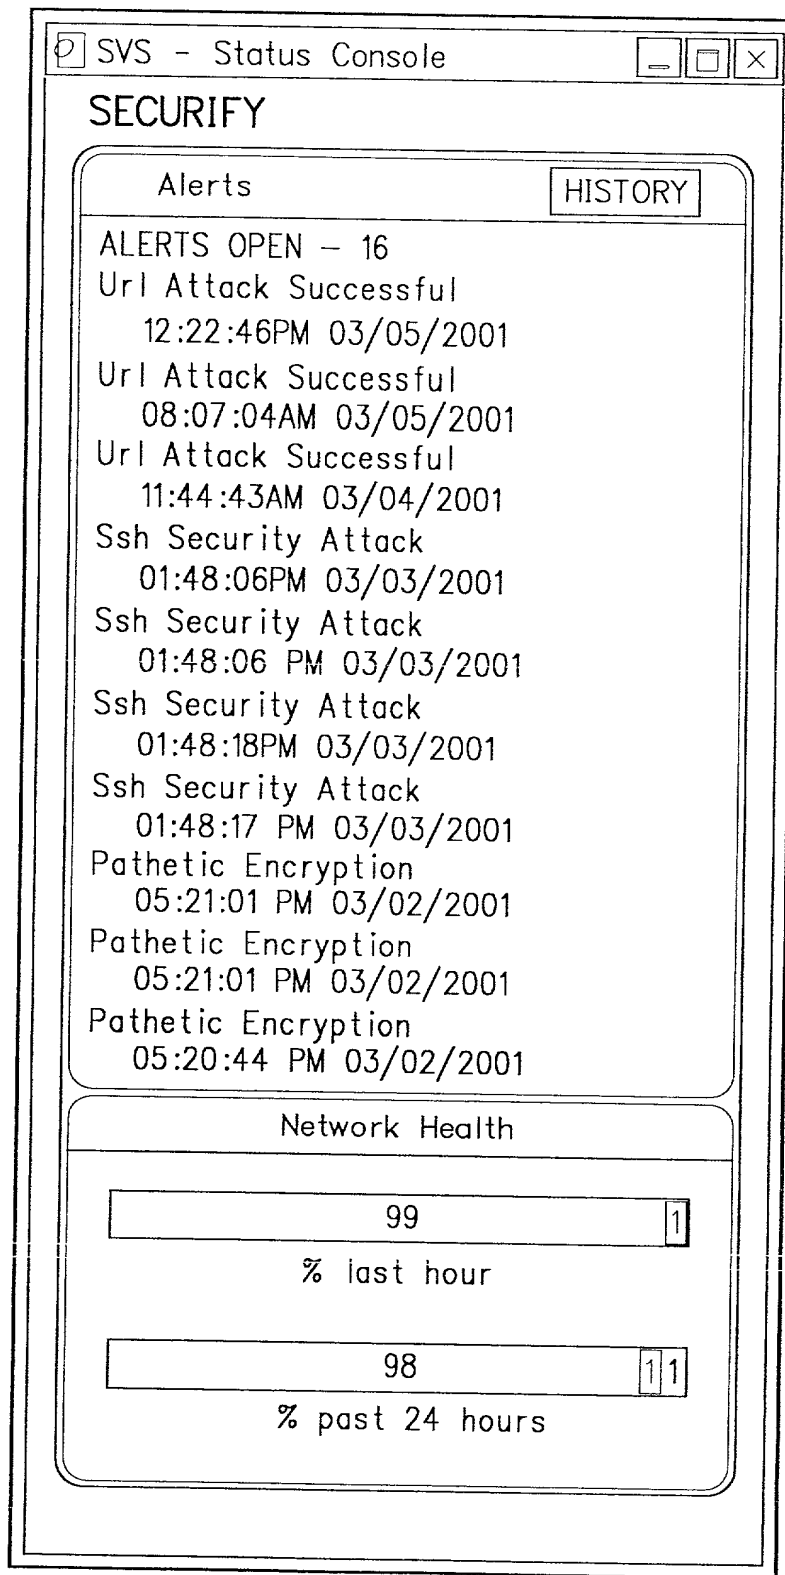 SVS - Status Console
SECURIFY
Alerts HISTORY
ALERTS OPEN - 16
Url Attack Successful
12:22:46PM 03/05/2001
Url Attack Successful
08:07:04AM 03/05/2001
Url Attack Successful
11:44:43AM 03/04/2001
Ssh Security Attack
01:48:06PM 03/03/2001
Ssh Security Attack
01:48:06 PM 03/03/2001
Ssh Security Attack
01:48:18PM 03/03/2001
Ssh Security Attack
01:48:17 PM 03/03/2001
Pathetic Encryption
05:21:01 PM 03/02/2001
Pathetic Encryption
05:21:01 PM 03/02/2001
Pathetic Encryption
05:20:44 PM 03/02/2001
Network Health
99 1
% last hour
98 1 1
% past 24 hours